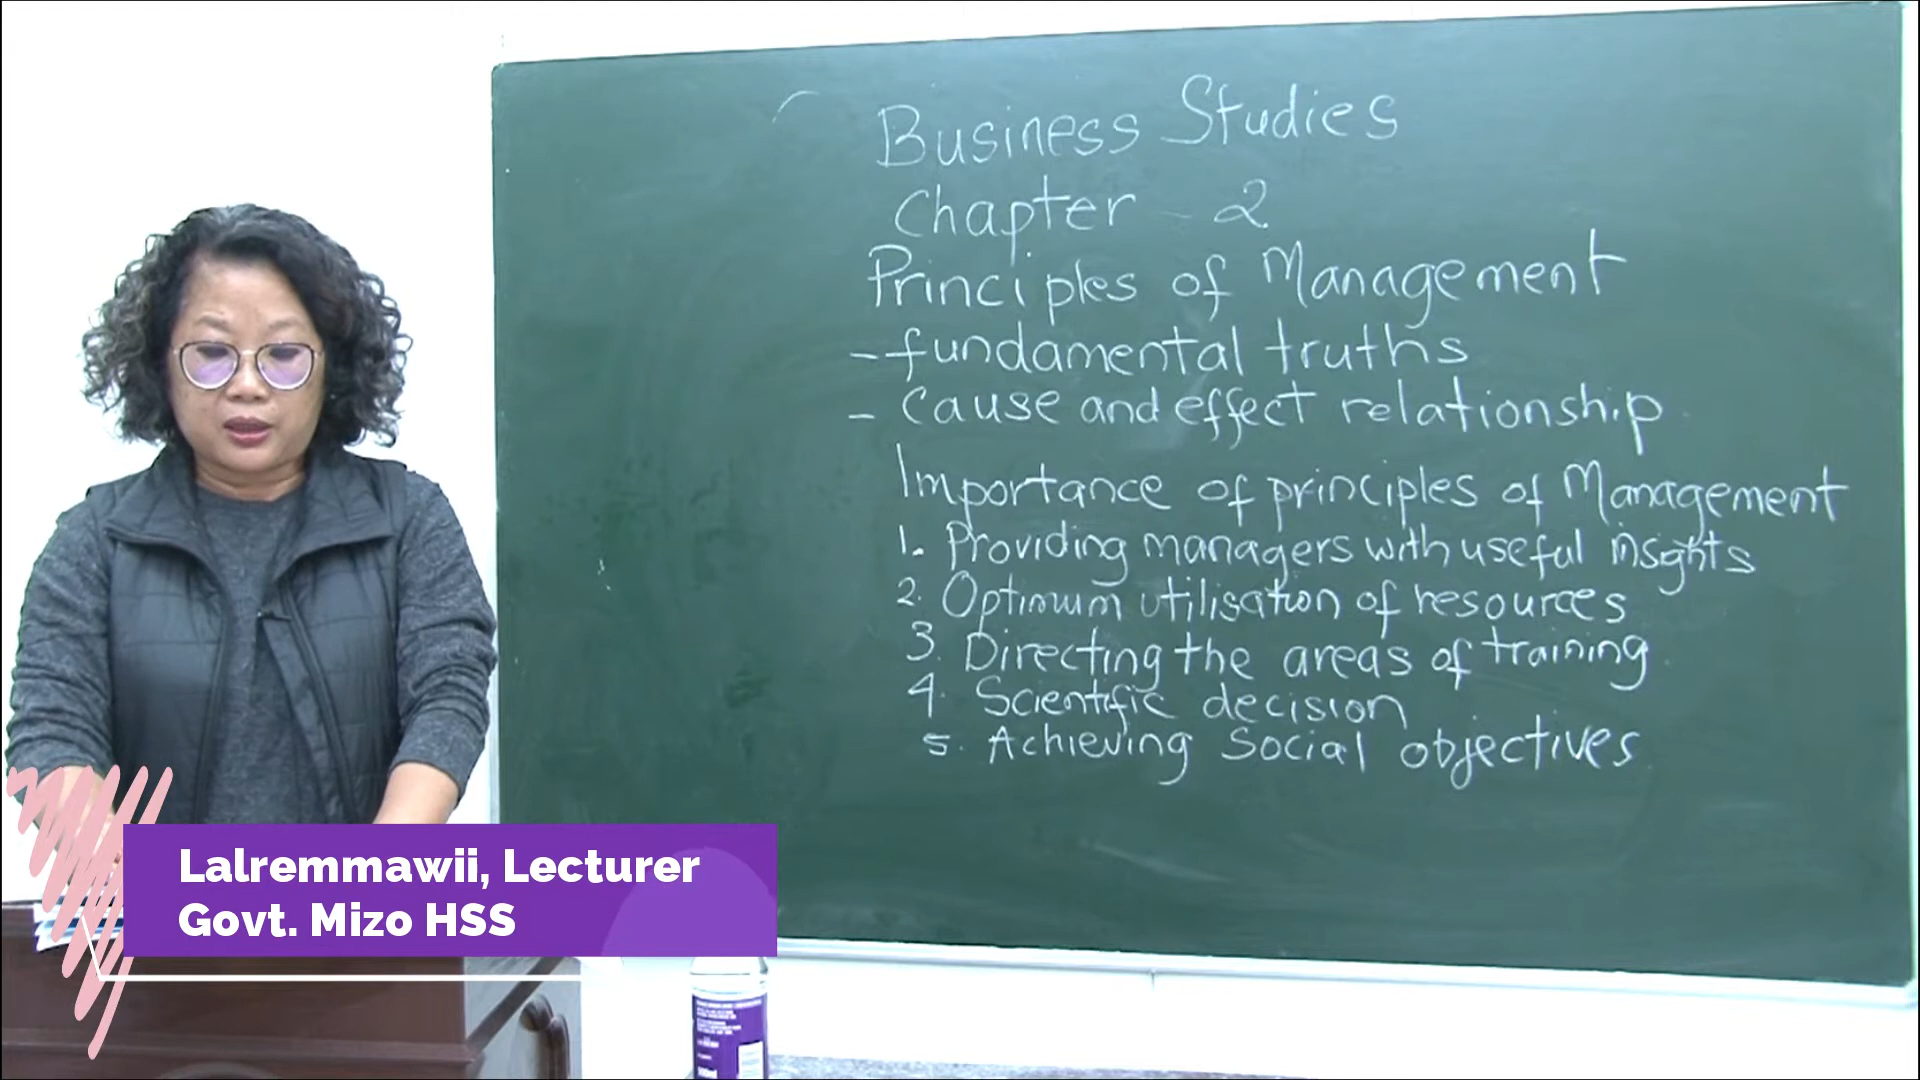 Business Studies
Chapter - 2
Principles of Management
- fundamental truths
- Cause and effect relationship
Importance of principles of Management
1. Providing managers with useful insights
2. Optimum utilisation of resources
3. Directing the areas of training
4. Scientific decision
5. Achieving Social objectives
Lalremmawii, Lecturer
Govt. Mizo HSS